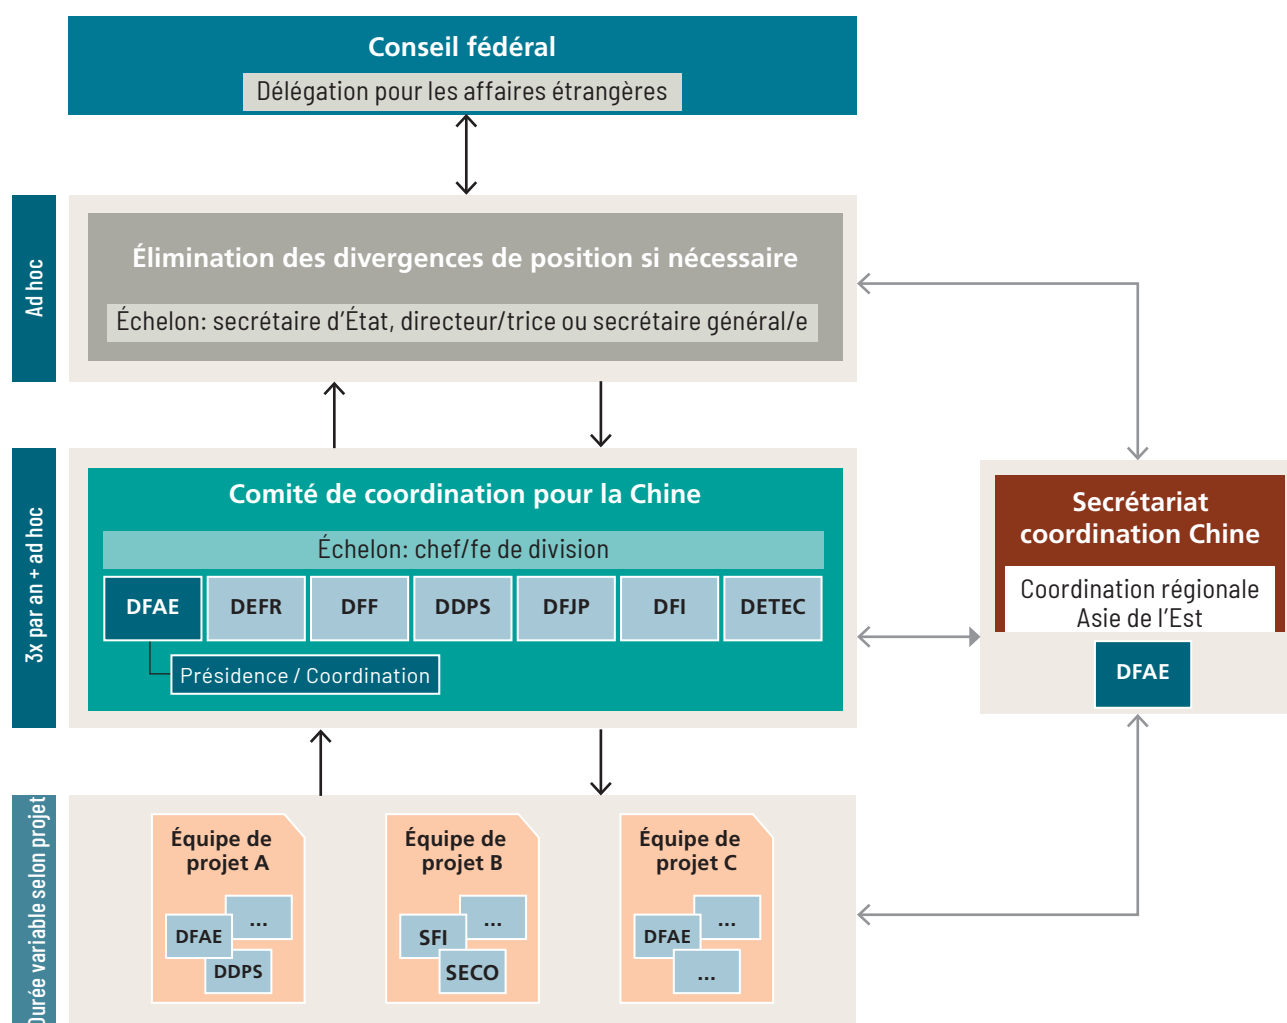 Conseil fédéral
Délégation pour les affaires étrangères
Ad hoc
Élimination des divergences de position si nécessaire
Échelon: secrétaire d’État, directeur/trice ou secrétaire général/e
3x par an + ad hoc
Comité de coordination pour la Chine
Échelon: chef/fe de division
DFAE
DEFR
DFF
DDPS
DFJP
DFI
DETEC
Présidence / Coordination
Secrétariat
coordination Chine
Coordination régionale
Asie de l’Est
DFAE
Durée variable selon projet
Équipe de
projet A
...
DFAE
DDPS
Équipe de
projet B
...
SFI
SECO
Équipe de
projet C
...
DFAE
...